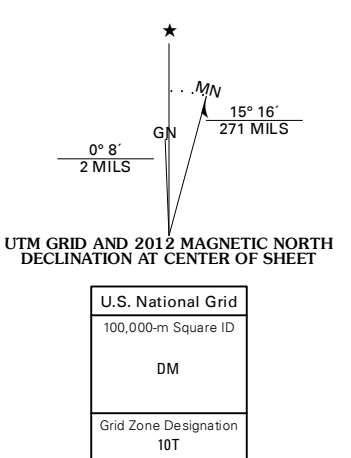 ★
MN
15° 16´
271 MILS
GN
0° 8´
2 MILS
UTM GRID AND 2012 MAGNETIC NORTH
DECLINATION AT CENTER OF SHEET
U.S. National Grid
100,000-m Square ID
DM
Grid Zone Designation
10T